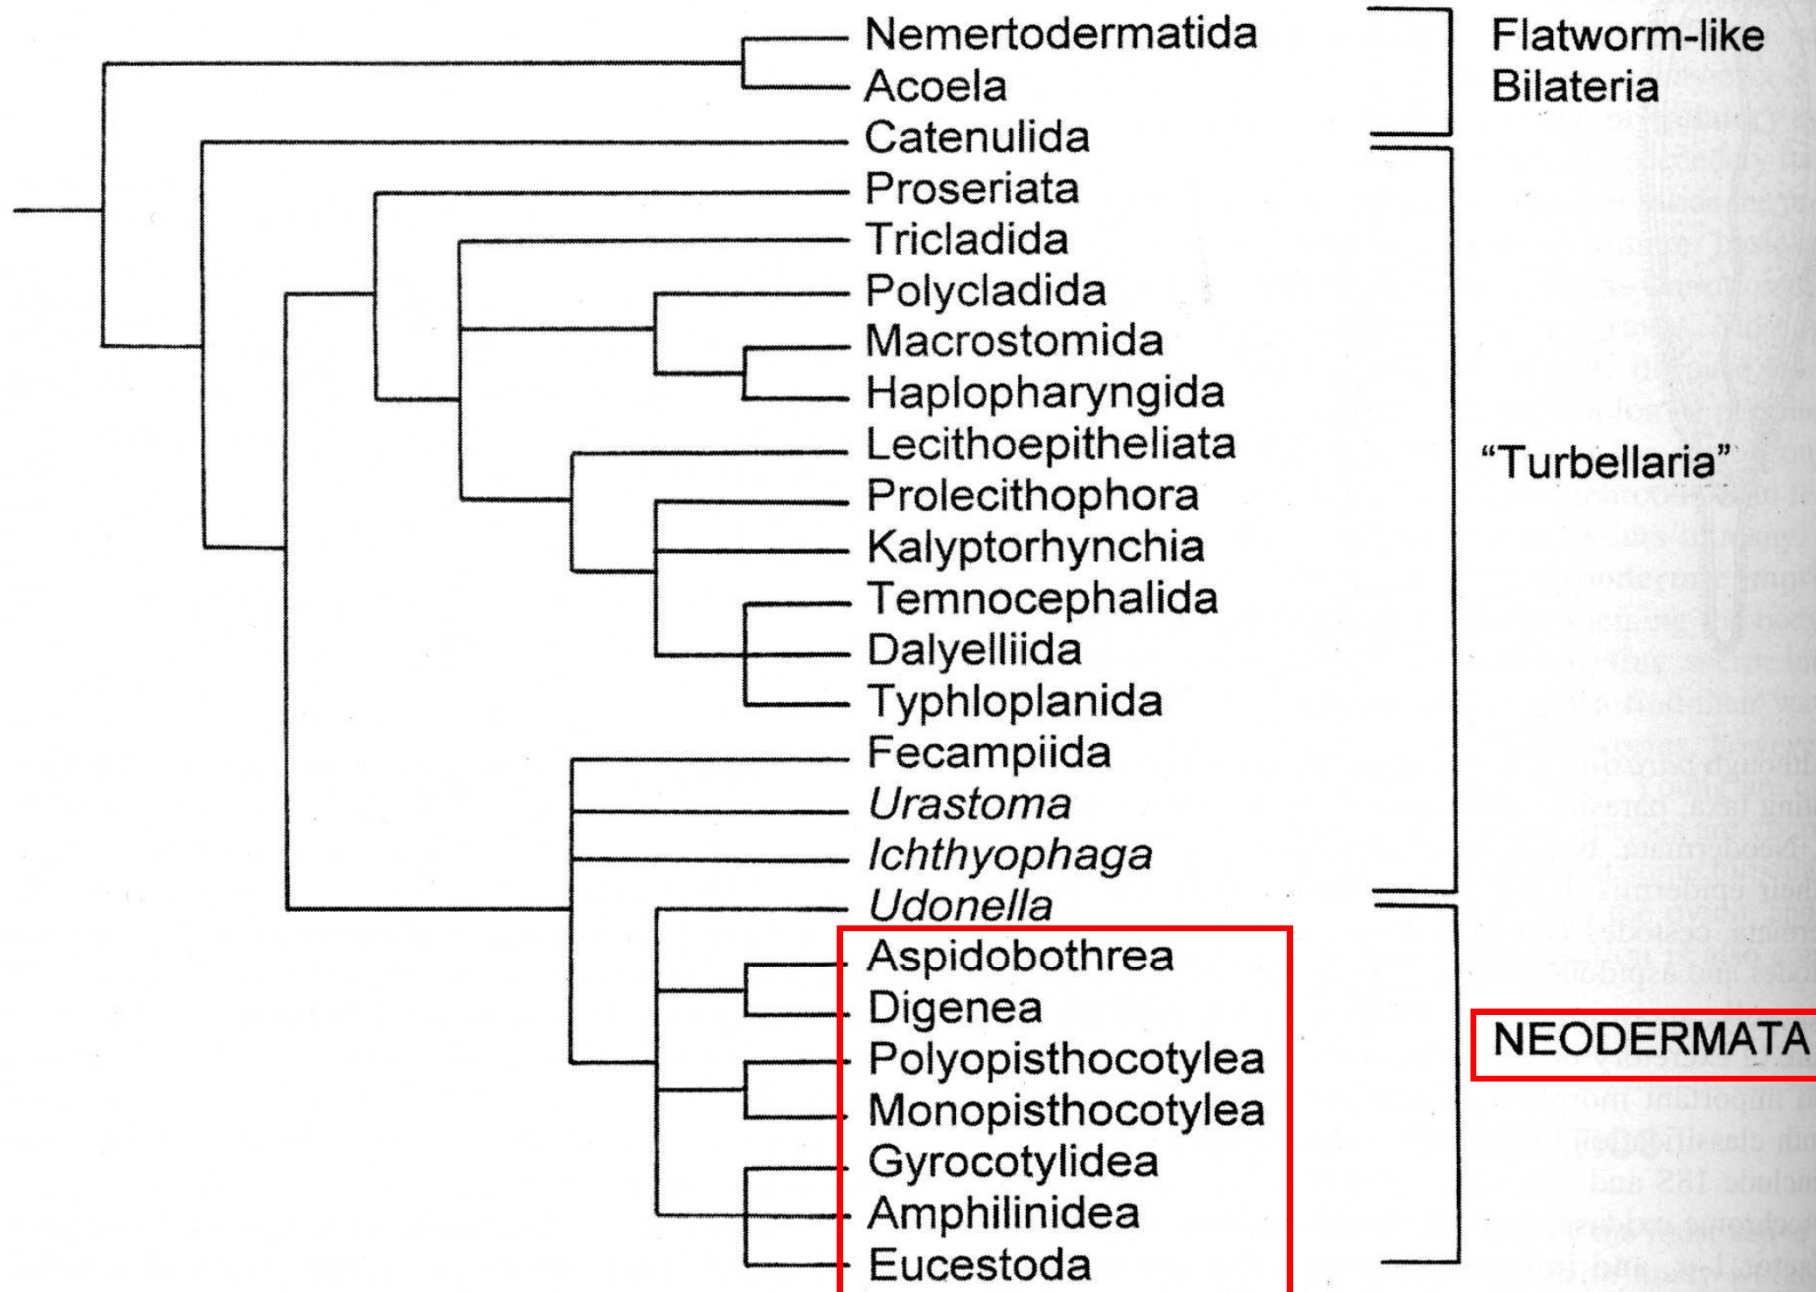 Nemertodermatida
Acoela
Catenulida
Proseriata
Tricladida
Polycladida
Macrostomida
Haplopharyngida
Lecithoepitheliata
Prolecithophora
Kalyptorhynchia
Temnocephalida
Dalyelliida
Typhloplanida
Fecampiida
Urastoma
Ichthyophaga
Udonella
Aspidobothrea
Digenea
Polyopisthocotylea
Monopisthocotylea
Gyrocotylidea
Amphilinidea
Eucestoda
Flatworm-like
Bilateria
“Turbellaria”
NEODERMATA